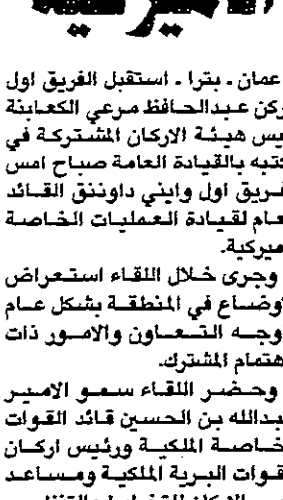 الاميركية
عمان ـ بترا ـ استقبل الفريق اول
ركن عبدالحافظ مرعي الكعابنة
يس هيئة الاركان المشتركة في
كتبه بالقيادة العامة صباح امس
فريق اول وايني داوننق القائد
عام لقيادة العمليات الخاصة
ميركية.
وجرى خلال اللقاء استعراض
وضاع في المنطقة بشكل عام
وجه التعاون والامور ذات
هتمام المشترك.
وحضر اللقاء سمو الامير
بدالله بن الحسين قائد القوات
خاصة الملكية ورئيس اركان
قوات البرية الملكية ومساعد